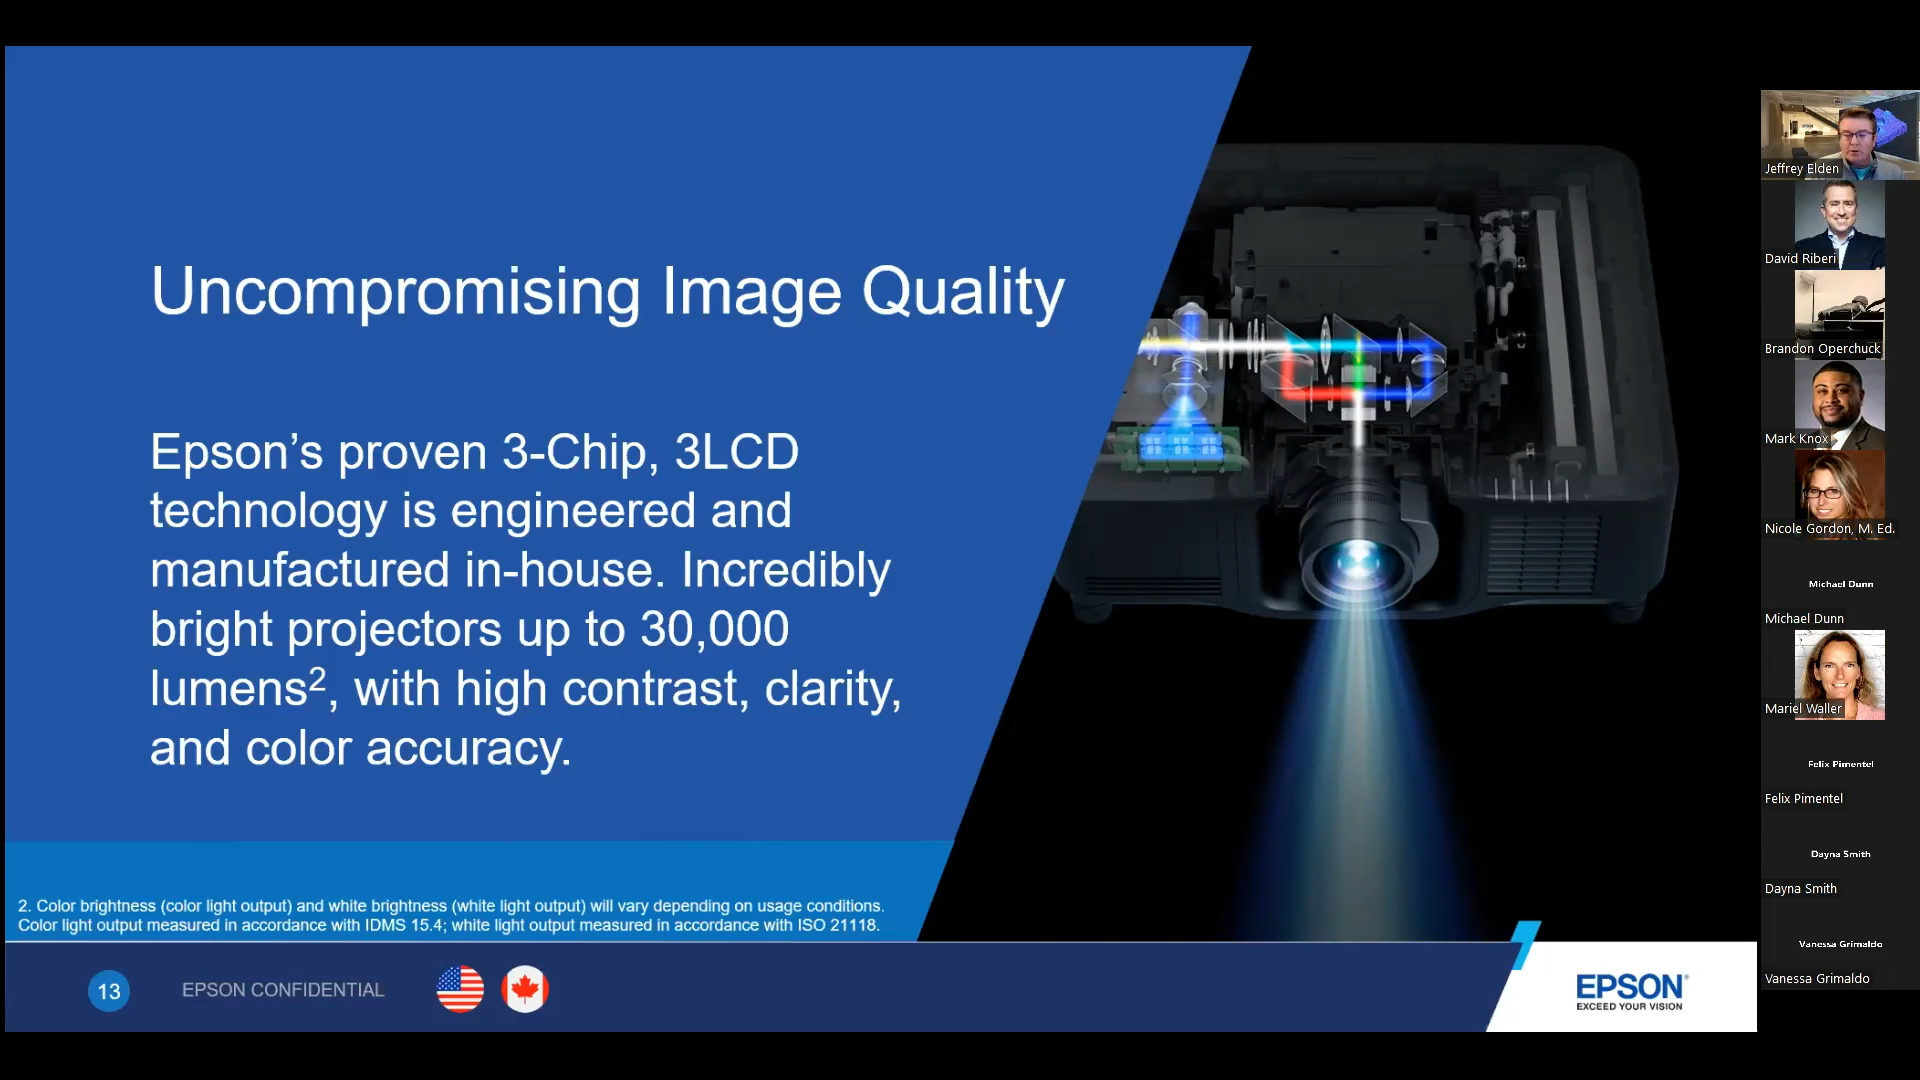 Uncompromising Image Quality
Epson’s proven 3-Chip, 3LCD
technology is engineered and
manufactured in-house. Incredibly
bright projectors up to 30,000
lumens², with high contrast, clarity,
and color accuracy.
2. Color brightness (color light output) and white brightness (white light output) will vary depending on usage conditions.
Color light output measured in accordance with IDMS 15.4; white light output measured in accordance with ISO 21118.
13
EPSON CONFIDENTIAL
EPSON®
EXCEED YOUR VISION
Jeffrey Elden
David Riberi
Brandon Operchuck
Mark Knox
Nicole Gordon, M. Ed.
Michael Dunn
Michael Dunn
Mariel Waller
Felix Pimentel
Felix Pimentel
Dayna Smith
Dayna Smith
Vanessa Grimaldo
Vanessa Grimaldo